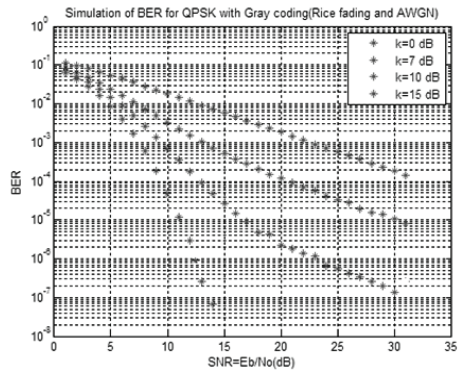 Simulation of BER for QPSK with Gray coding(Rice fading and AWGN)
10^0
10^-1
10^-2
10^-3
10^-4
10^-5
10^-6
10^-7
10^-8
BER
k=0 dB
k=7 dB
k=10 dB
k=15 dB
0 5 10 15 20 25 30 35
SNR=Eb/No(dB)